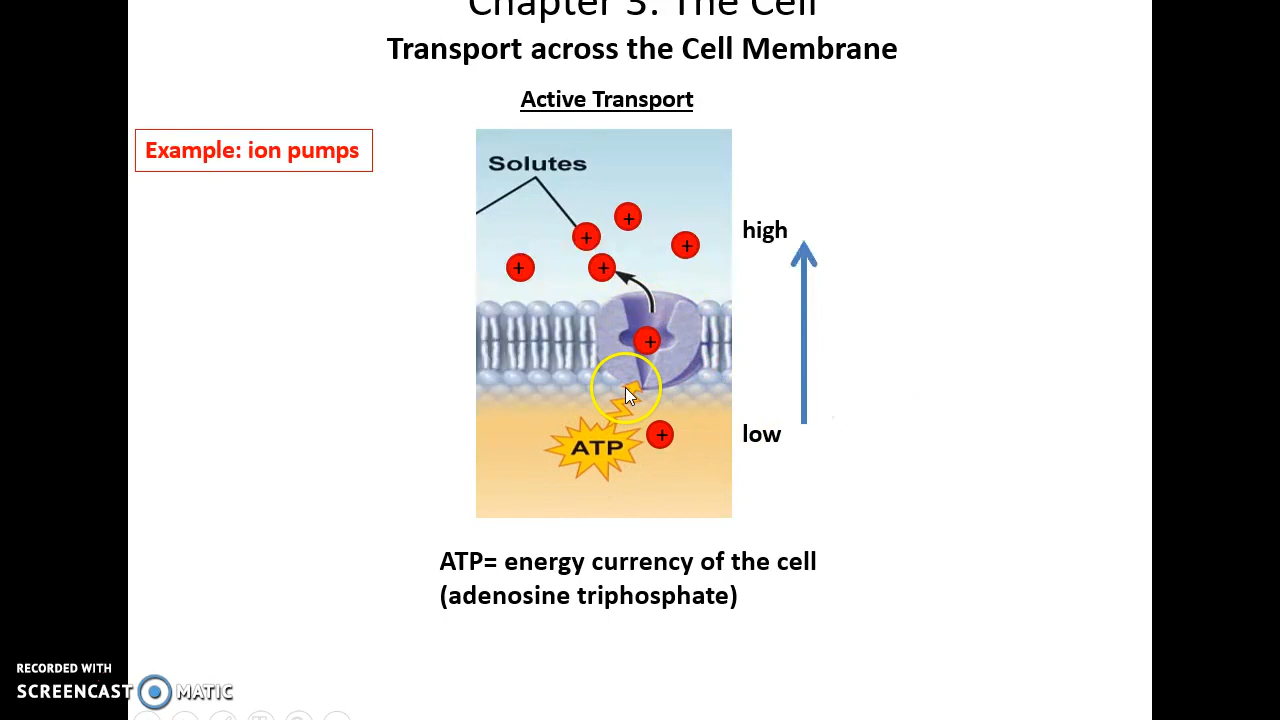 Chapter 3: The Cell
Transport across the Cell Membrane
Active Transport
Example: ion pumps
Solutes
+
+
+
+
+
high
+
ATP
+
low
ATP= energy currency of the cell
(adenosine triphosphate)
RECORDED WITH
SCREENCAST MATIC